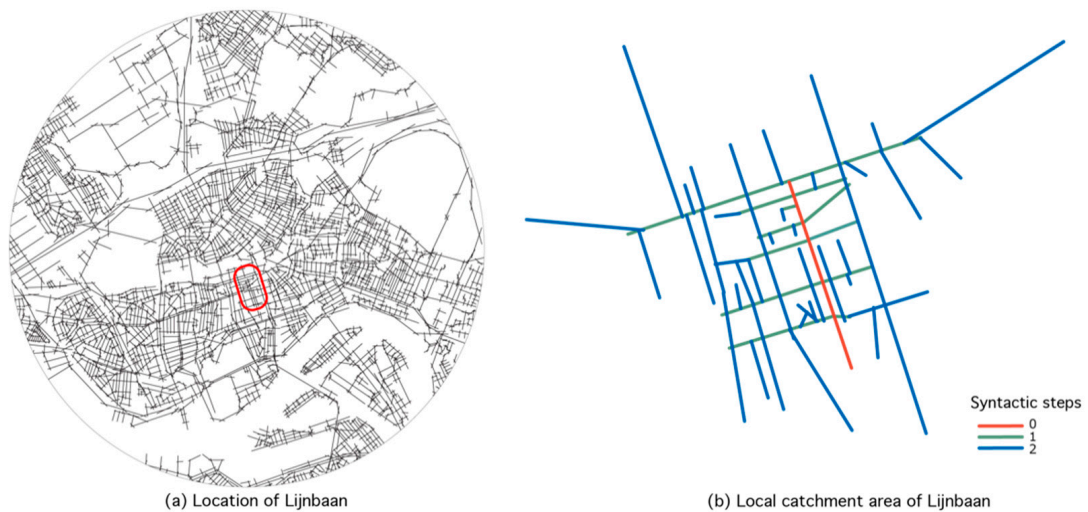 Syntactic steps
0
1
2
(a) Location of Lijnbaan
(b) Local catchment area of Lijnbaan